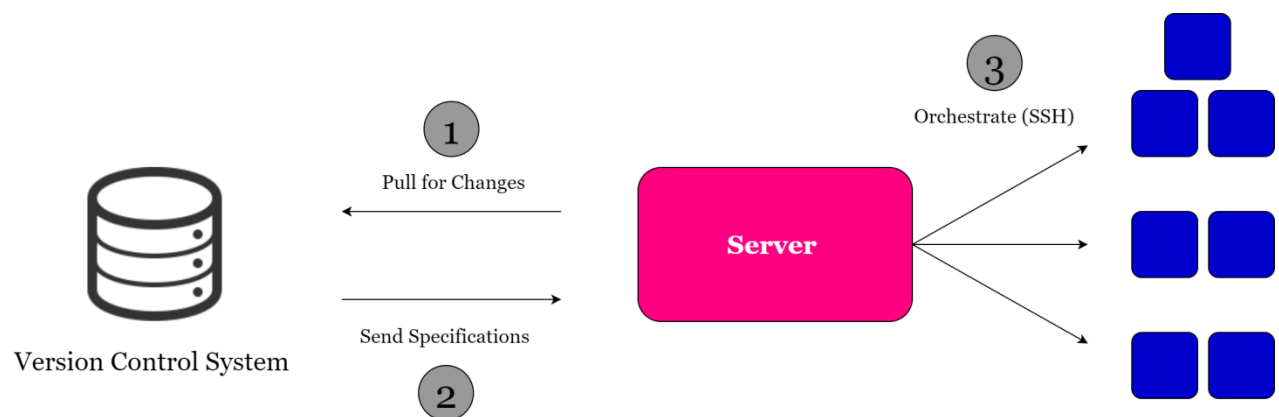 3
Orchestrate (SSH)
1
Pull for Changes
Server
Send Specifications
Version Control System
2